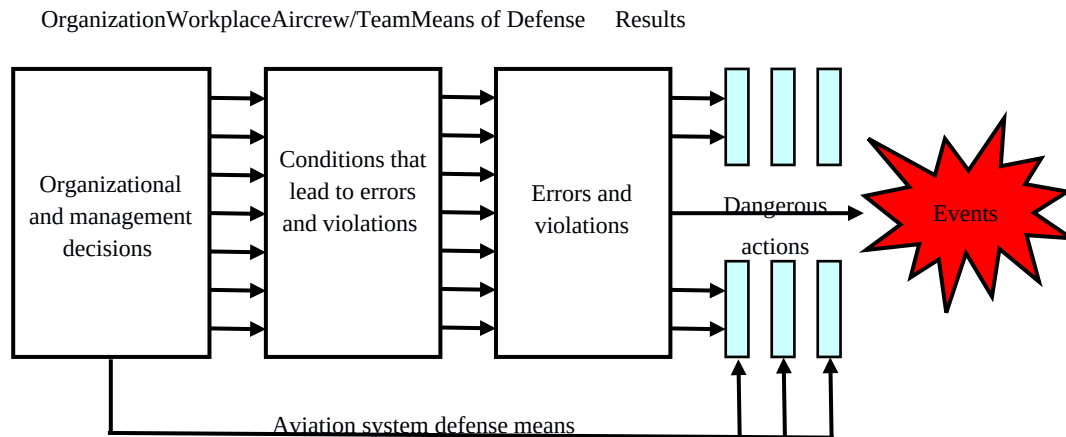 OrganizationWorkplaceAircrew/TeamMeans of Defense Results
Organizational
and management
decisions
Conditions that
lead to errors
and violations
Errors and
violations
Dangerous
actions
Events
Aviation system defense means